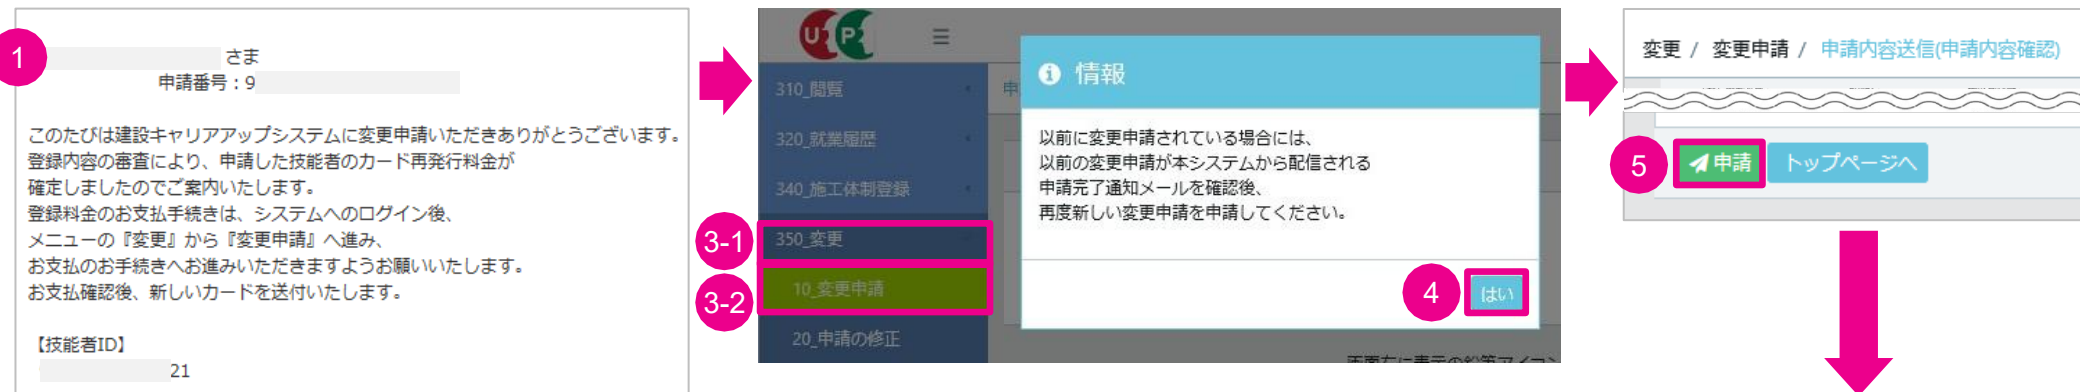 1
さま
申請番号：9
このたびは建設キャリアアップシステムに変更申請いただきありがとうございます。
登録内容の審査により、申請した技能者のカード再発行料金が
確定しましたのでご案内いたします。
登録料金のお支払手続きは、システムへのログイン後、
メニューの『変更』から『変更申請』へ進み、
お支払のお手続きへお進みいただきますようお願いいたします。
お支払確認後、新しいカードを送付いたします。
【技能者ID】
21
310_閲覧
320_就業履歴
340_施工体制登録
3-1
350_変更
3-2
10_変更申請
20_申請の修正
申
情報
以前に変更申請されている場合には、
以前の変更申請が本システムから配信される
申請完了通知メールを確認後、
再度新しい変更申請を申請してください。
4
はい
変更 / 変更申請 / 申請内容送信(申請内容確認)
5
申請
トップページへ